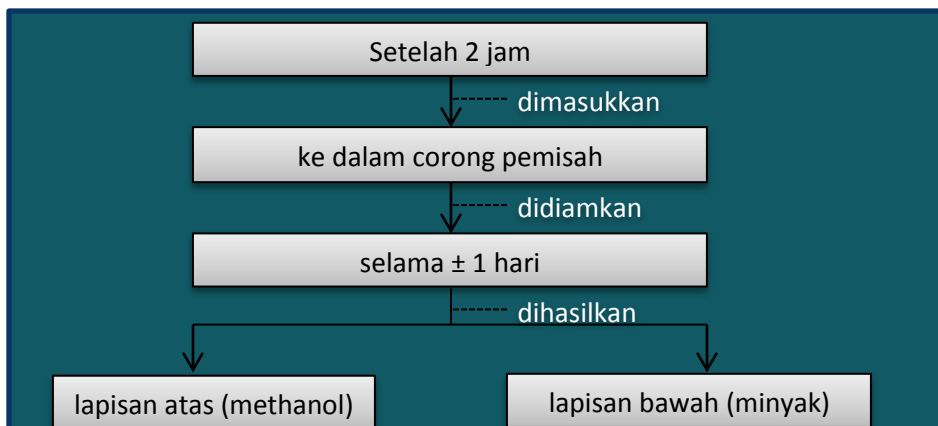 Setelah 2 jam
dimasukkan
ke dalam corong pemisah
didiamkan
selama ± 1 hari
dihasilkan
lapisan atas (methanol)
lapisan bawah (minyak)